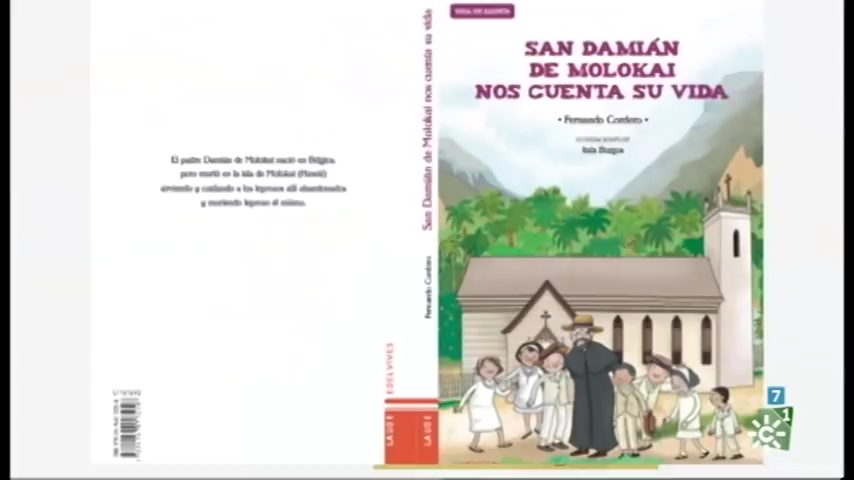 El padre Damián de Molokai nació en Bélgica,
pero murió en la isla de Molokai (Hawai)
sirviendo y cuidando a los leprosos allí abandonados
y muriendo leproso él mismo.
San Damián de Molokai nos cuenta su vida
Fernando Cordero
EDELVIVES
SAN DAMIÁN
DE MOLOKAI
NOS CUENTA SU VIDA
• Fernando Cordero •
Inés Burgos
7
1